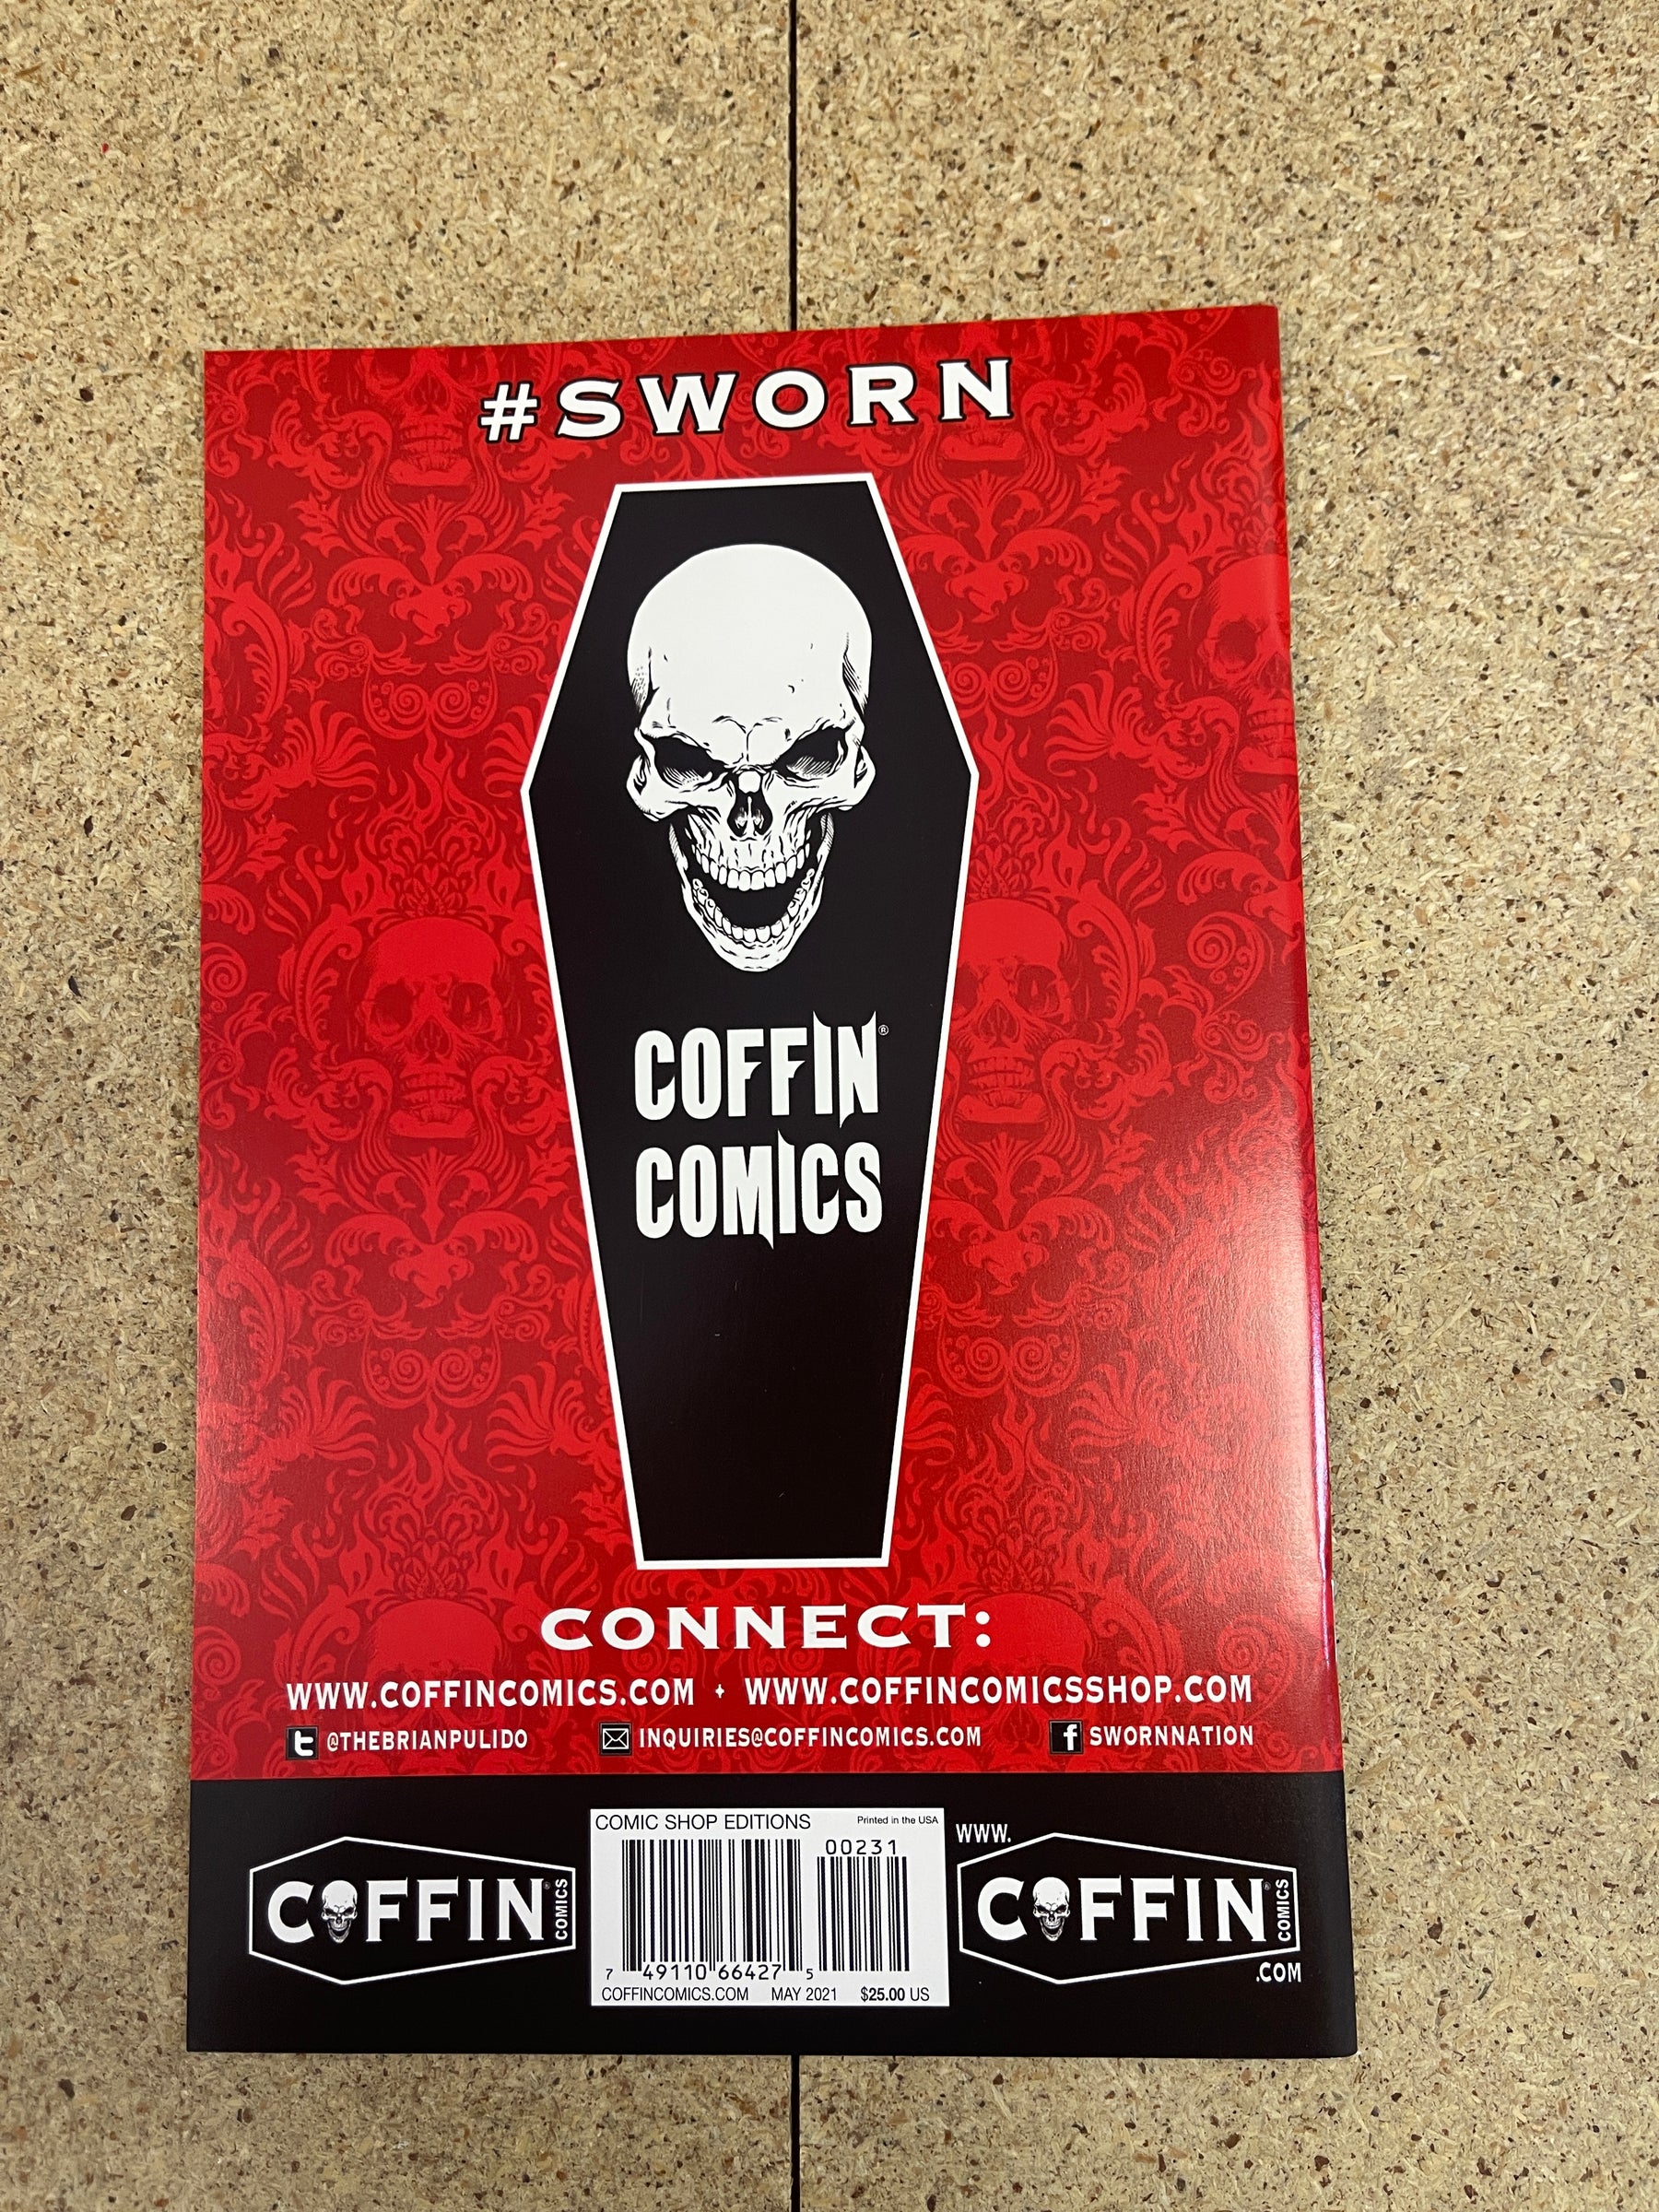 #SWORN
COFFIN®
COMICS
CONNECT:
WWW.COFFINCOMICS.COM • WWW.COFFINCOMICSSHOP.COM
@THEBRIANPULIDO INQUIRIES@COFFINCOMICS.COM SWORNNATION
COFFIN® COMICS
COMIC SHOP EDITIONS Printed in the USA
00231
7 49110 66427 5
COFFINCOMICS.COM MAY 2021 $25.00 US
WWW.
COFFIN® COMICS
.COM